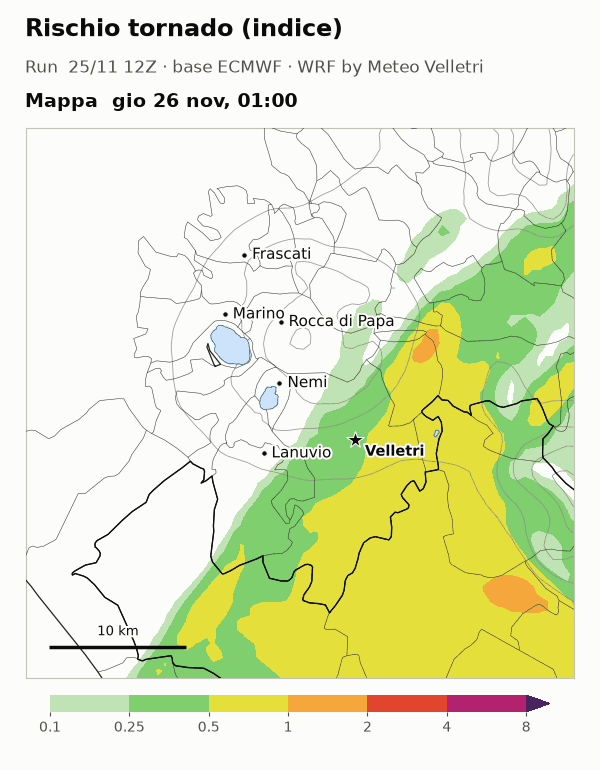 Rischio tornado (indice)
Run  25/11 12Z · base ECMWF · WRF by Meteo Velletri
Mappa  gio 26 nov, 01:00
Frascati
Marino
Rocca di Papa
Nemi
Velletri
Lanuvio
10 km
0.1 0.25 0.5 1 2 4 8